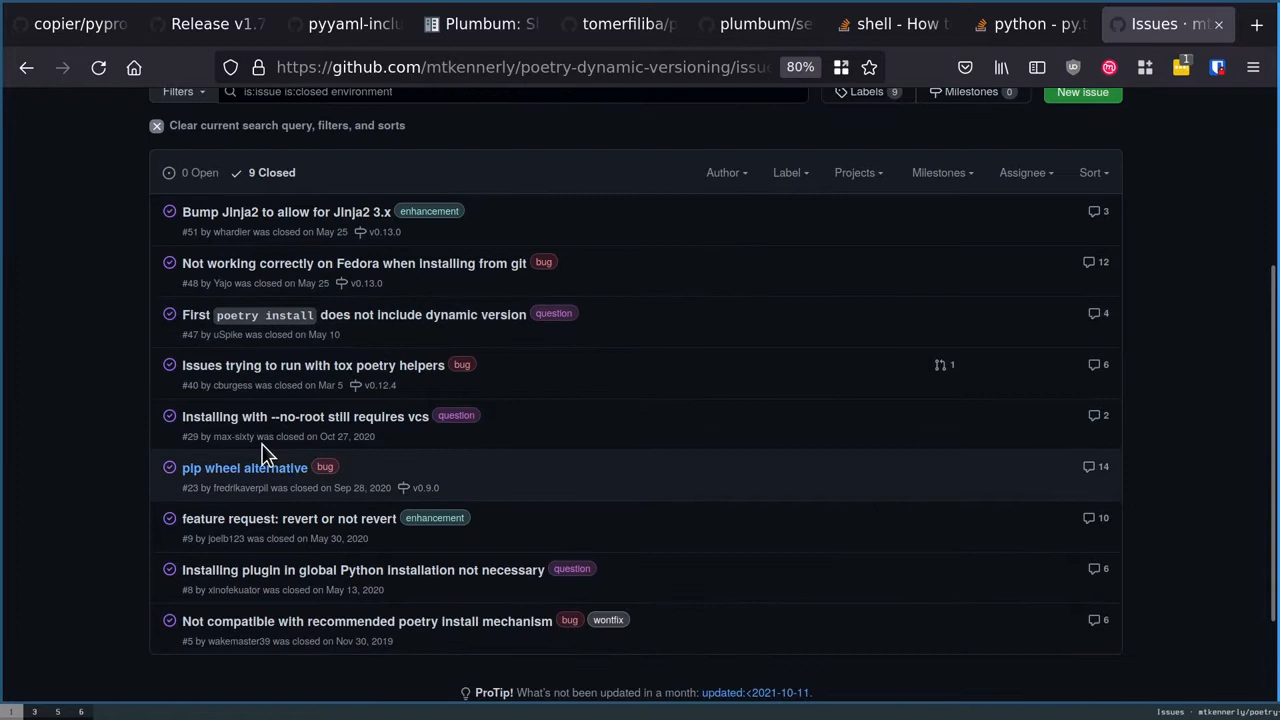 copier/pypro
Release v1.7
pyyaml-inclu
Plumbum: S
tomerfiliba/p
plumbum/se
shell - How t
python - py.t
Issues · mt
https://github.com/mtkennerly/poetry-dynamic-versioning/issue
80%
1
Filters
is:issue is:closed environment
Labels 9
Milestones 0
New issue
Clear current search query, filters, and sorts
0 Open
9 Closed
Author
Label
Projects
Milestones
Assignee
Sort
Bump Jinja2 to allow for Jinja2 3.x enhancement
3
#51 by whardier was closed on May 25 v0.13.0
Not working correctly on Fedora when installing from git bug
12
#48 by Yajo was closed on May 25 v0.13.0
First poetry install does not include dynamic version question
4
#47 by uSpike was closed on May 10
Issues trying to run with tox poetry helpers bug
1
6
#40 by cburgess was closed on Mar 5 v0.12.4
Installing with --no-root still requires vcs question
2
#29 by max-sixty was closed on Oct 27, 2020
pip wheel alternative bug
14
#23 by fredrikaverpil was closed on Sep 28, 2020 v0.9.0
feature request: revert or not revert enhancement
10
#9 by joelb123 was closed on May 30, 2020
Installing plugin in global Python installation not necessary question
6
#8 by xinofekuator was closed on May 13, 2020
Not compatible with recommended poetry install mechanism bug wontfix
6
#5 by wakemaster39 was closed on Nov 30, 2019
ProTip! What's not been updated in a month: updated:<2021-10-11.
1 3 5 6
Issues · mtkennerly/poetry-